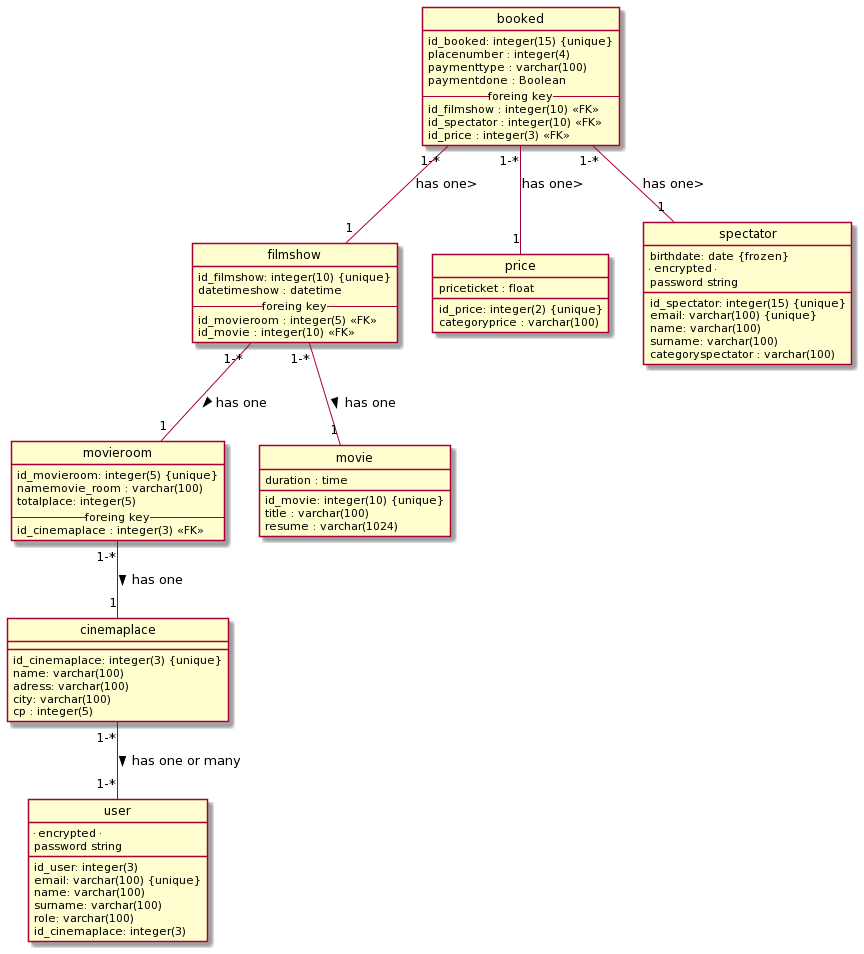 booked
id_booked: integer(15) {unique}
placenumber : integer(4)
paymenttype : varchar(100)
paymentdone : Boolean
foreing key
id_filmshow : integer(10) «FK»
id_spectator : integer(10) «FK»
id_price : integer(3) «FK»
1-*
1-*
1-*
has one>
has one>
has one>
1
1
1
filmshow
id_filmshow: integer(10) {unique}
datetimeshow : datetime
foreing key
id_movieroom : integer(5) «FK»
id_movie : integer(10) «FK»
price
priceticket : float
id_price: integer(2) {unique}
categoryprice : varchar(100)
spectator
birthdate: date {frozen}
· encrypted ·
password string
id_spectator: integer(15) {unique}
email: varchar(100) {unique}
name: varchar(100)
surname: varchar(100)
categoryspectator : varchar(100)
1-*
1-*
has one
has one
1
1
movieroom
id_movieroom: integer(5) {unique}
namemovie_room : varchar(100)
totalplace: integer(5)
foreing key
id_cinemaplace : integer(3) «FK»
movie
duration : time
id_movie: integer(10) {unique}
title : varchar(100)
resume : varchar(1024)
1-*
has one
1
cinemaplace
id_cinemaplace: integer(3) {unique}
name: varchar(100)
adress: varchar(100)
city: varchar(100)
cp : integer(5)
1-*
has one or many
1-*
user
· encrypted ·
password string
id_user: integer(3)
email: varchar(100) {unique}
name: varchar(100)
surname: varchar(100)
role: varchar(100)
id_cinemaplace: integer(3)